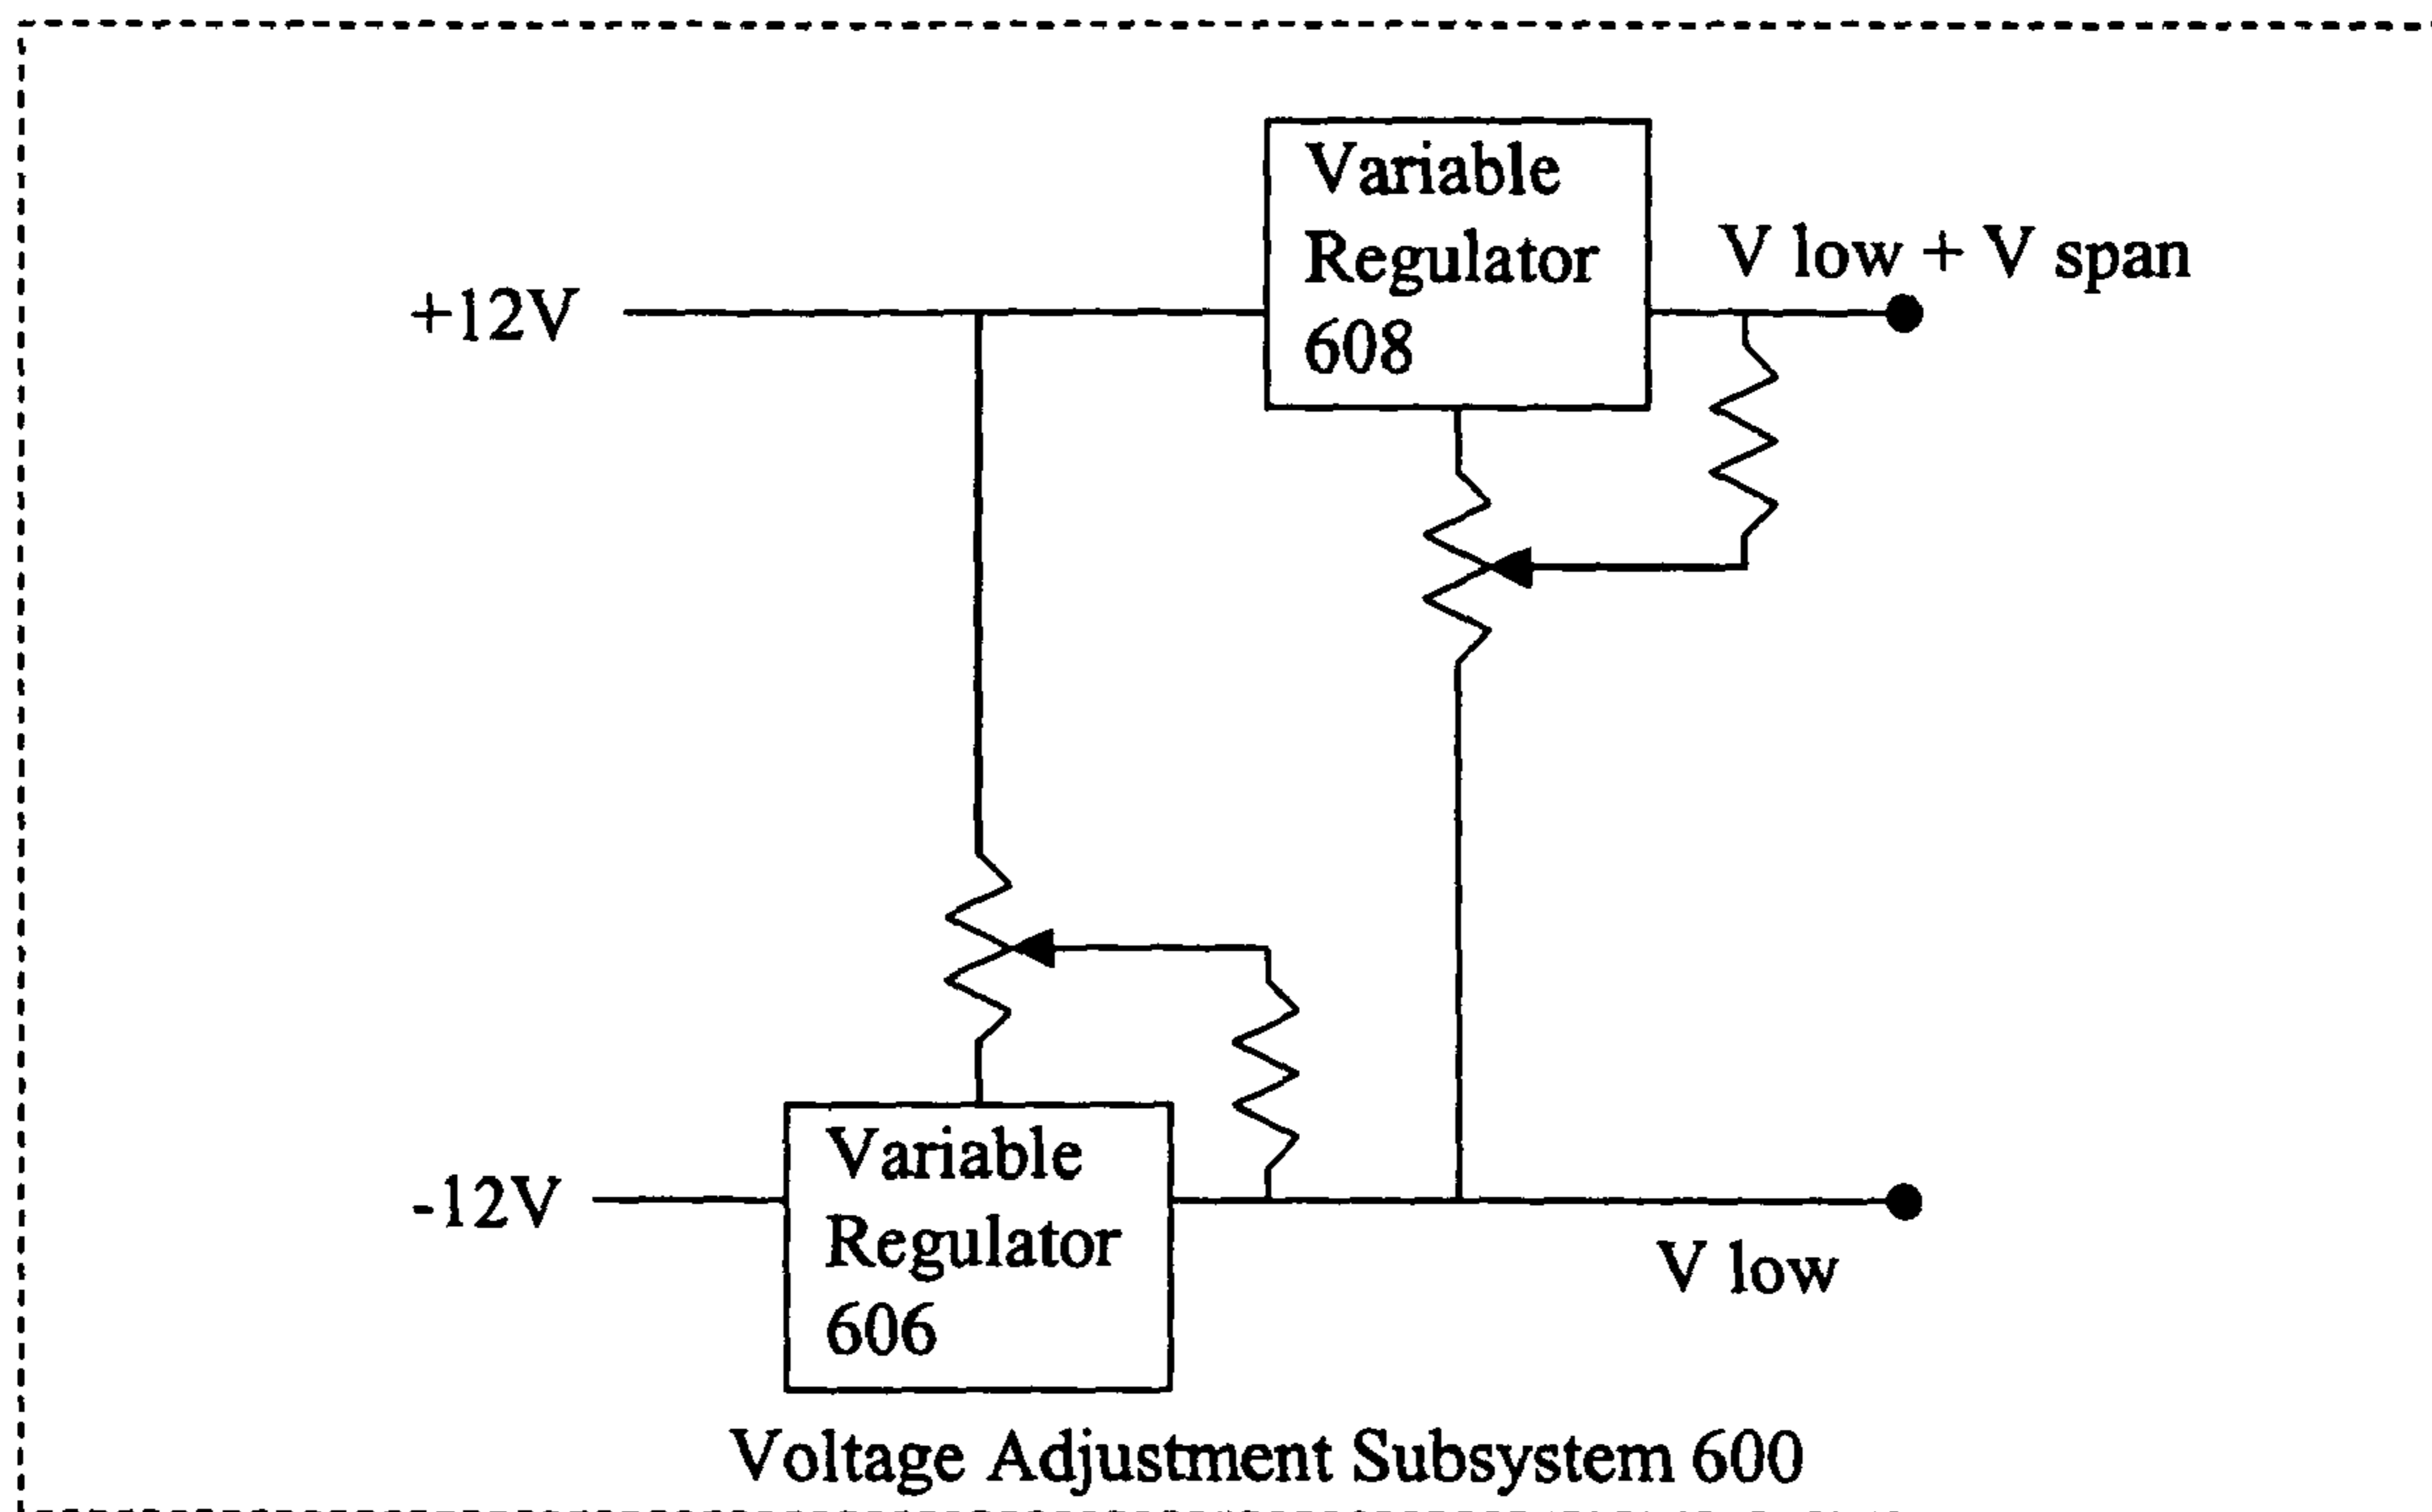 Variable
Regulator
608
V low + V span
+12V
-12V
Variable
Regulator
606
V low
Voltage Adjustment Subsystem 600